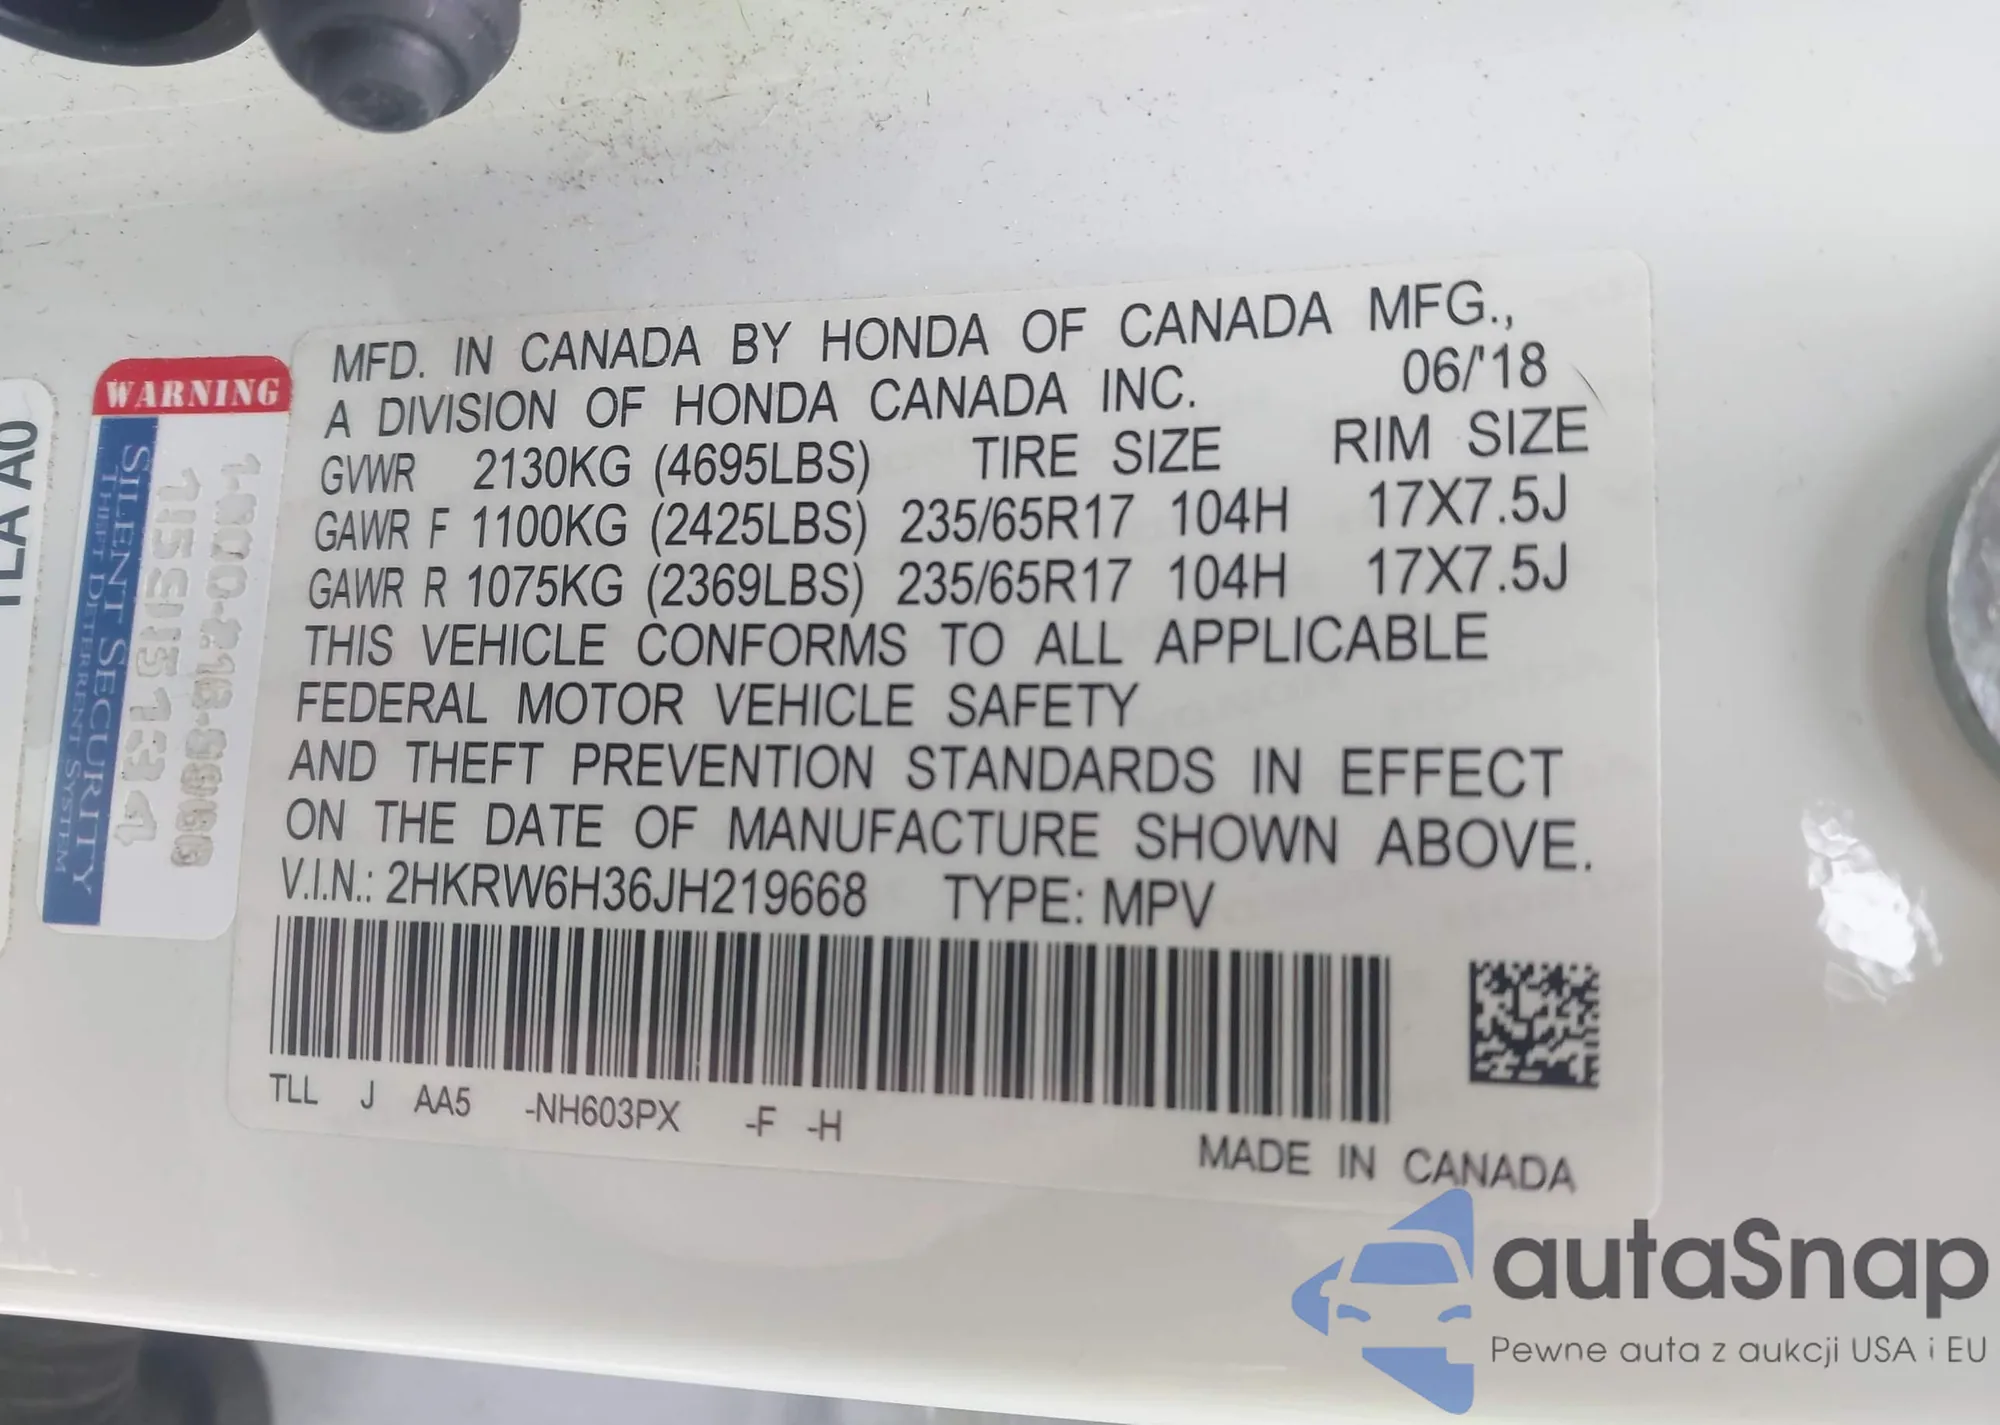 TLA A0
WARNING
SILENT SECURITY
THEFT DETERRENT SYSTEM
MFD. IN CANADA BY HONDA OF CANADA MFG.,
A DIVISION OF HONDA CANADA INC. 06/'18
GVWR 2130KG (4695LBS) TIRE SIZE RIM SIZE
GAWR F 1100KG (2425LBS) 235/65R17 104H 17X7.5J
GAWR R 1075KG (2369LBS) 235/65R17 104H 17X7.5J
THIS VEHICLE CONFORMS TO ALL APPLICABLE
FEDERAL MOTOR VEHICLE SAFETY
AND THEFT PREVENTION STANDARDS IN EFFECT
ON THE DATE OF MANUFACTURE SHOWN ABOVE.
V.I.N.: 2HKRW6H36JH219668 TYPE: MPV
TLL J AA5 -NH603PX -F -H
MADE IN CANADA
autaSnap
Pewne auta z aukcji USA i EU